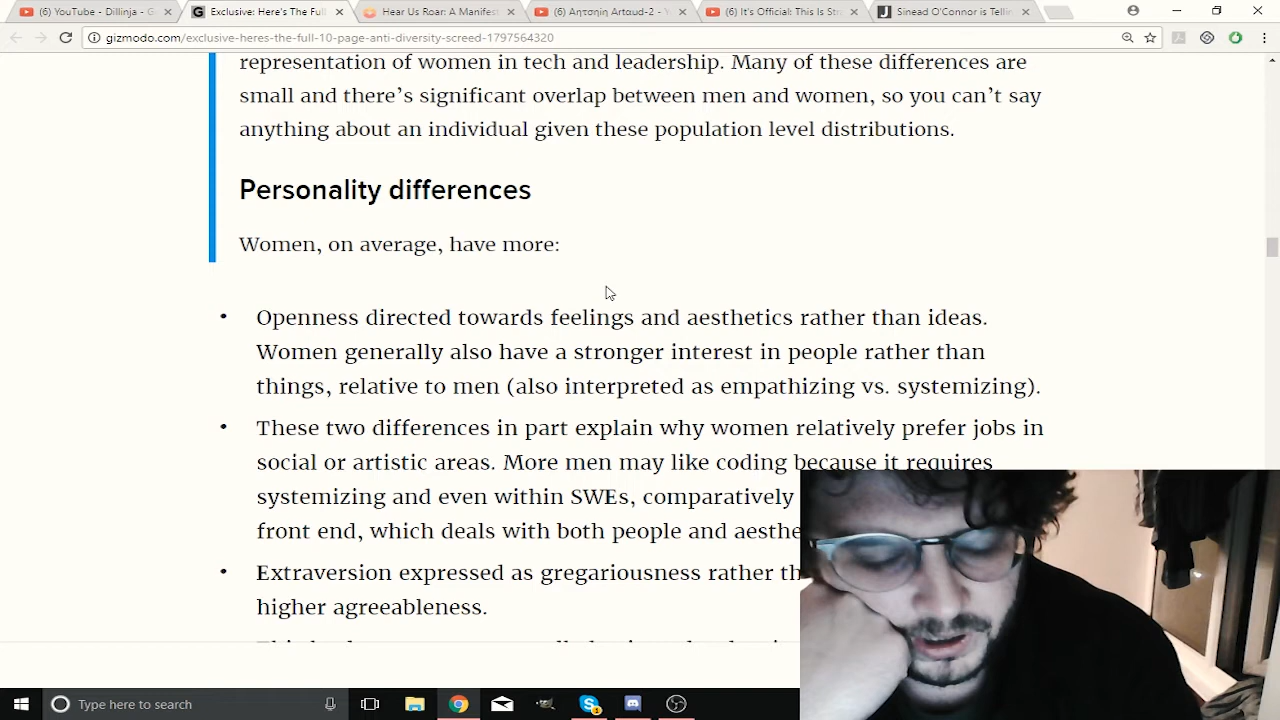 (6) YouTube - Dillinja - G
Exclusive: Here's The Full
Hear Us Roar: A Manifest
(6) Αητσηίη Artaud-2 - Y
(6) It's Official: This Is Str
Sinead O'Connor is Tellin
gizmodo.com/exclusive-heres-the-full-10-page-anti-diversity-screed-1797564320
representation of women in tech and leadership. Many of these differences are
small and there's significant overlap between men and women, so you can't say
anything about an individual given these population level distributions.
Personality differences
Women, on average, have more:
• Openness directed towards feelings and aesthetics rather than ideas.
Women generally also have a stronger interest in people rather than
things, relative to men (also interpreted as empathizing vs. systemizing).
• These two differences in part explain why women relatively prefer jobs in
social or artistic areas. More men may like coding because it requires
systemizing and even within SWEs, comparatively
front end, which deals with both people and aesthe
• Extraversion expressed as gregariousness rather th
higher agreeableness.
Type here to search